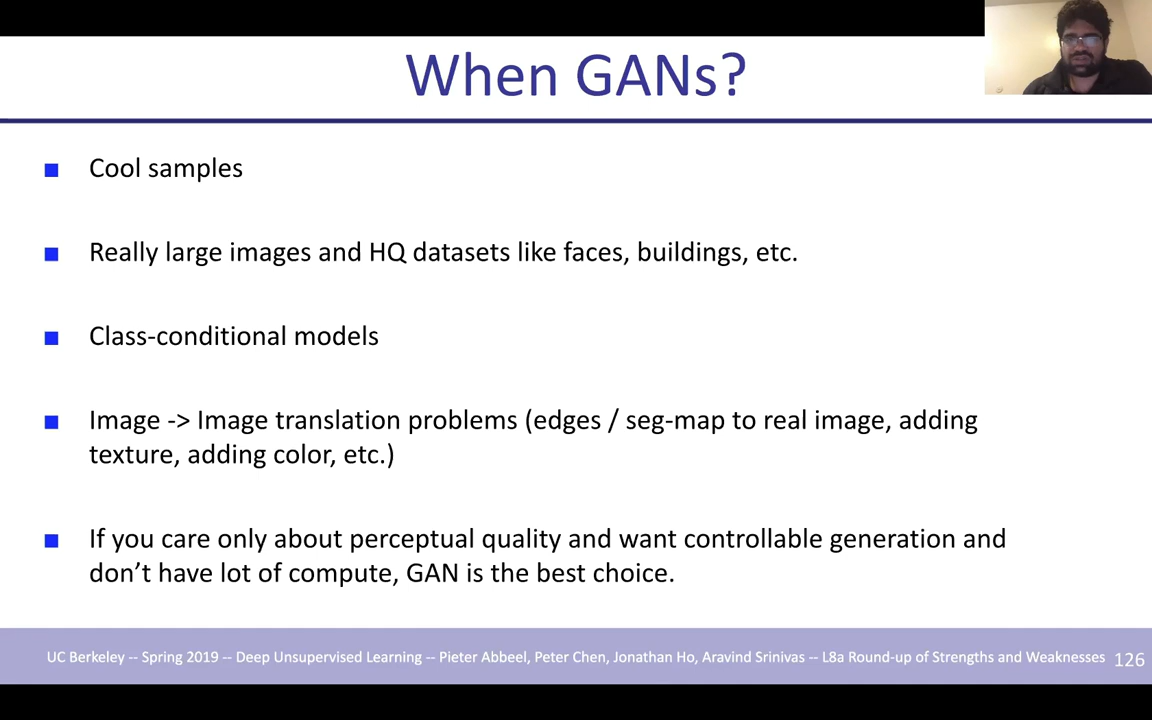 When GANs?
Cool samples
Really large images and HQ datasets like faces, buildings, etc.
Class-conditional models
Image -> Image translation problems (edges / seg-map to real image, adding
texture, adding color, etc.)
If you care only about perceptual quality and want controllable generation and
don’t have lot of compute, GAN is the best choice.
UC Berkeley -- Spring 2019 -- Deep Unsupervised Learning -- Pieter Abbeel, Peter Chen, Jonathan Ho, Aravind Srinivas -- L8a Round-up of Strengths and Weaknesses 126